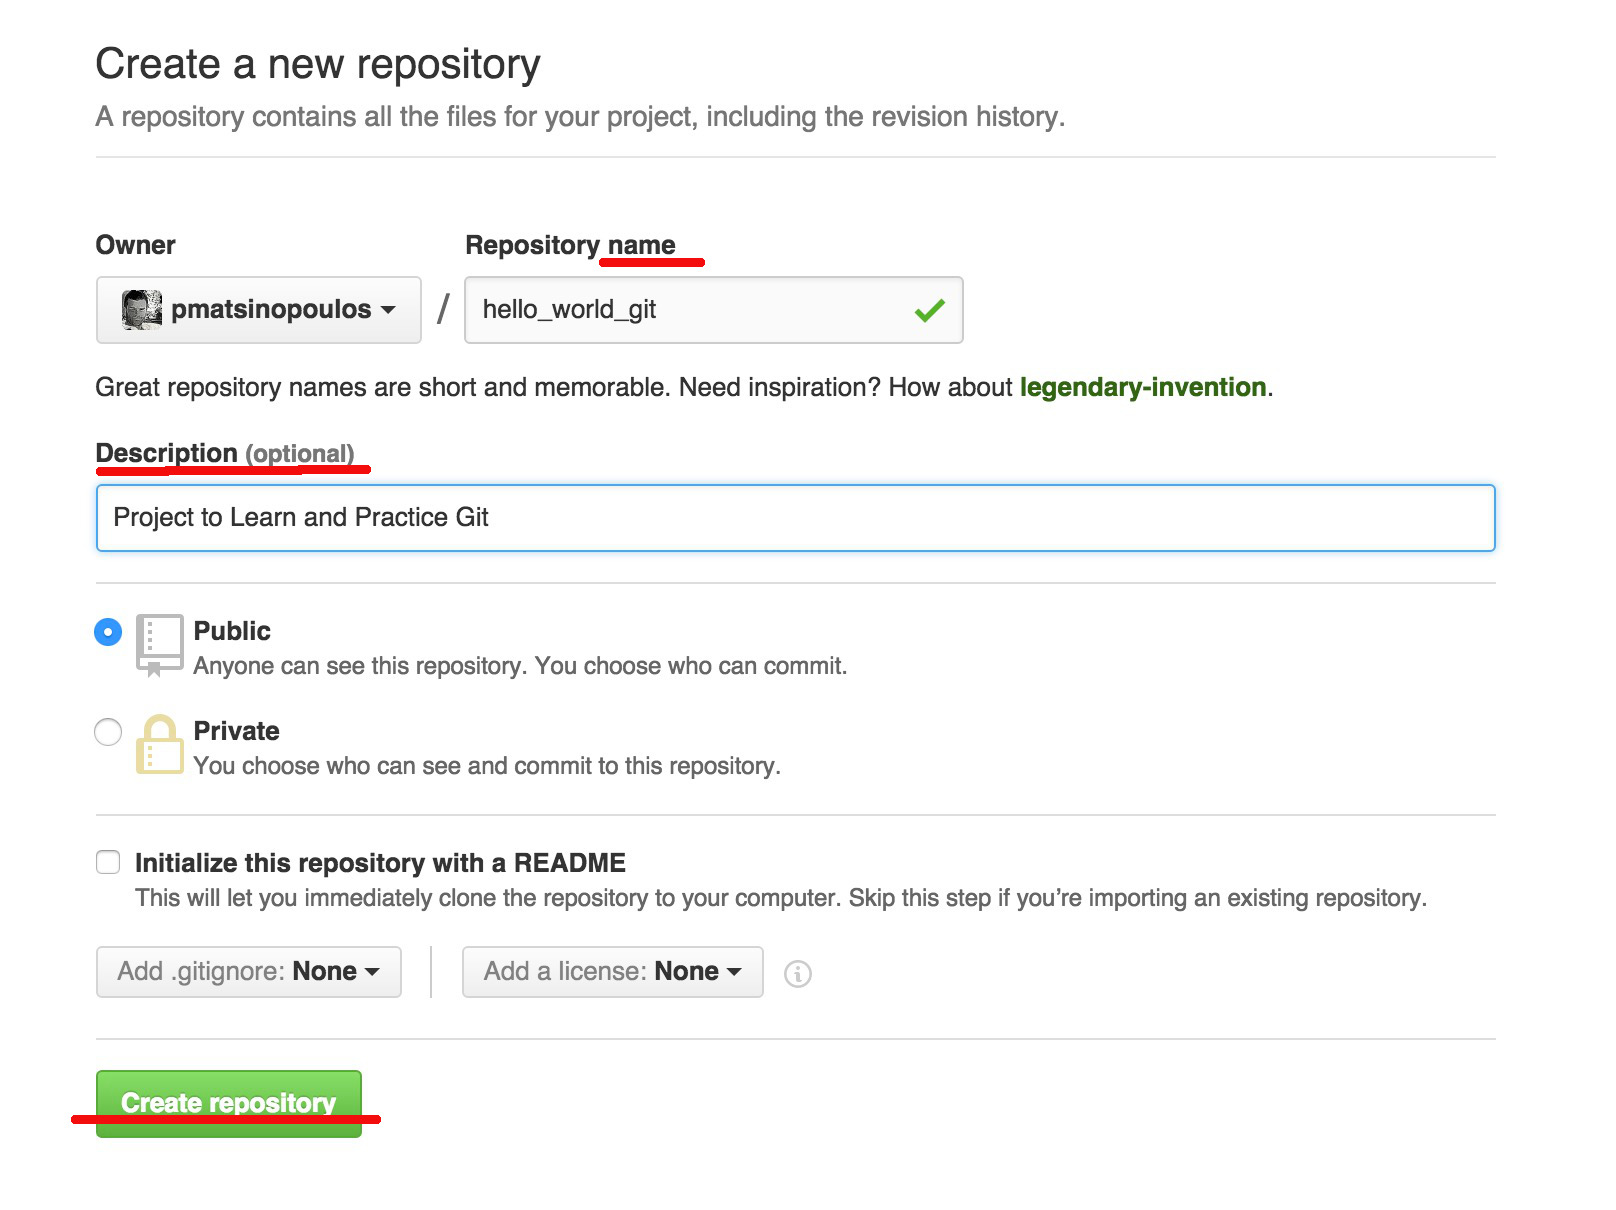 Create a new repository
A repository contains all the files for your project, including the revision history.
Owner Repository name
pmatsinopoulos / hello_world_git
Great repository names are short and memorable. Need inspiration? How about legendary-invention.
Description (optional)
Project to Learn and Practice Git
Public
Anyone can see this repository. You choose who can commit.
Private
You choose who can see and commit to this repository.
Initialize this repository with a README
This will let you immediately clone the repository to your computer. Skip this step if you’re importing an existing repository.
Add .gitignore: None Add a license: None
Create repository